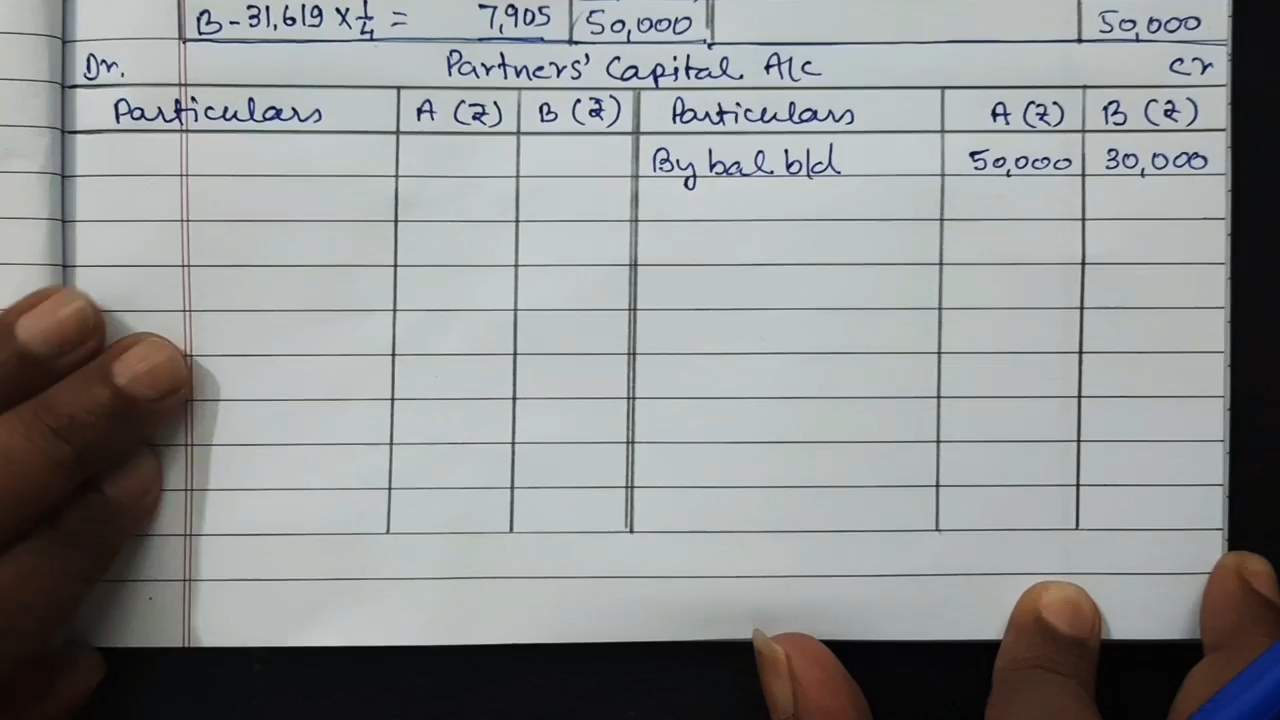 B - 31,619 × 1/4 = 7,905 50,000 50,000
Dr. Partners' Capital A/c Cr
Particulars A (₹) B (₹) Particulars A (₹) B (₹)
By bal b/d 50,000 30,000